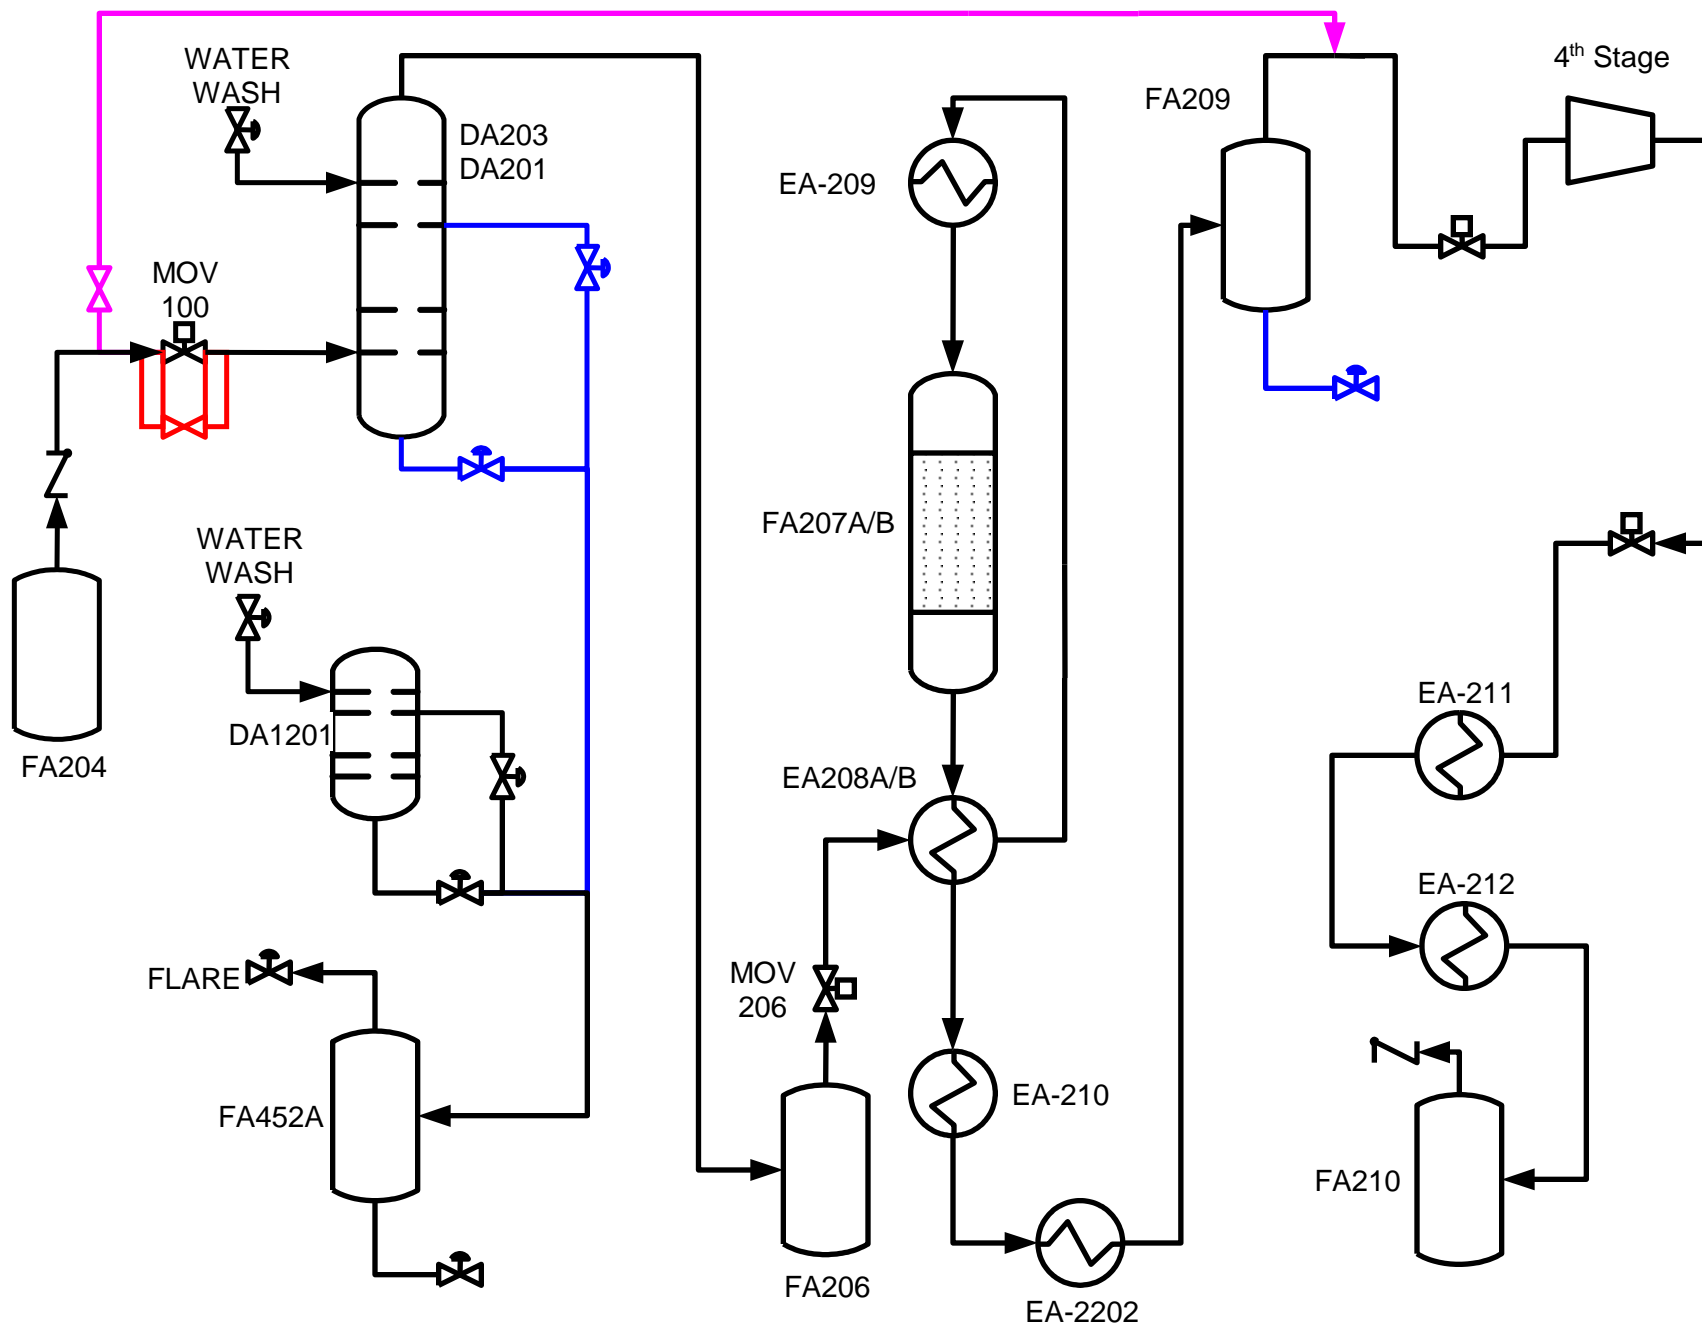 WATER
WASH
DA203
DA201
MOV
100
FA204
WATER
WASH
DA1201
FLARE
FA452A
EA-209
FA207A/B
EA208A/B
MOV
206
FA206
EA-210
EA-2202
FA209
4th Stage
EA-211
EA-212
FA210